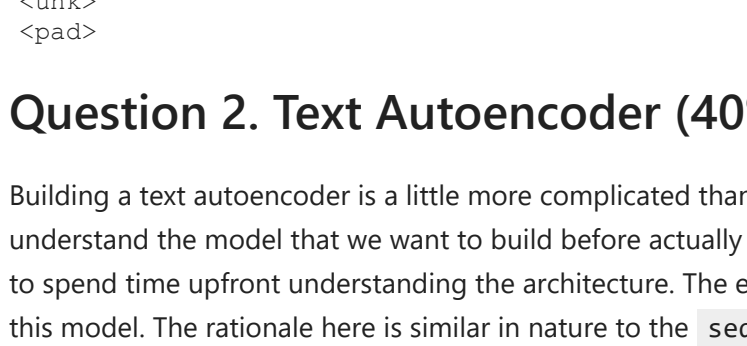 <unk>
<pad>
Question 2. Text Autoencoder (40
Building a text autoencoder is a little more complicated than
understand the model that we want to build before actually
to spend time upfront understanding the architecture. The e
this model. The rationale here is similar in nature to the sec